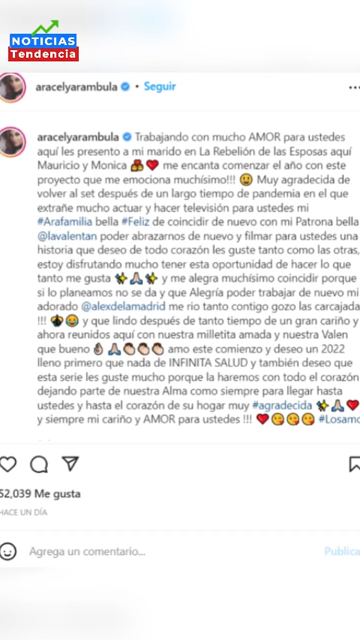 NOTICIAS
Tendencia
aracelyarambula • Seguir
aracelyarambula Trabajando con mucho AMOR para ustedes
aquí les presento a mi marido en La Rebelión de las Esposas aquí
Mauricio y Monica 👩‍❤️‍👨❤️ me encanta comenzar el año con este
proyecto que me emociona muchísimo!!! 😃 Muy agradecida de
volver al set después de un largo tiempo de pandemia en el que
extrañe mucho actuar y hacer televisión para ustedes mi
#Arafamilia bella #Feliz de coincidir de nuevo con mi Patrona bella
@lavalentan poder abrazarnos de nuevo y filmar para ustedes una
historia que deseo de todo corazón les guste tanto como las otras,
estoy disfrutando mucho tener esta oportunidad de hacer lo que
tanto me gusta ✨🙏✨ y me alegra muchísimo coincidir porque
si lo planeamos no se da y que Alegría poder trabajar de nuevo mi
adorado @alexdelamadrid me rio tanto contigo gozo las carcajada
!!! y que lindo después de tanto tiempo de un gran cariño y
ahora reunidos aquí con nuestra milletita amada y nuestra Valen
que bueno 👌🙏👏👏👏 amo este comienzo y deseo un 2022
lleno primero que nada de INFINITA SALUD y también deseo que
esta serie les guste mucho porque la haremos con todo el corazón
dejando parte de nuestra Alma como siempre para llegar hasta
ustedes y hasta el corazón de su hogar muy #agradecida ✨🙏❤️
y siempre mi cariño y AMOR para ustedes !!! ❤️😘😘😘 #Losamo
52,039 Me gusta
HACE UN DÍA
Agrega un comentario...
Publica